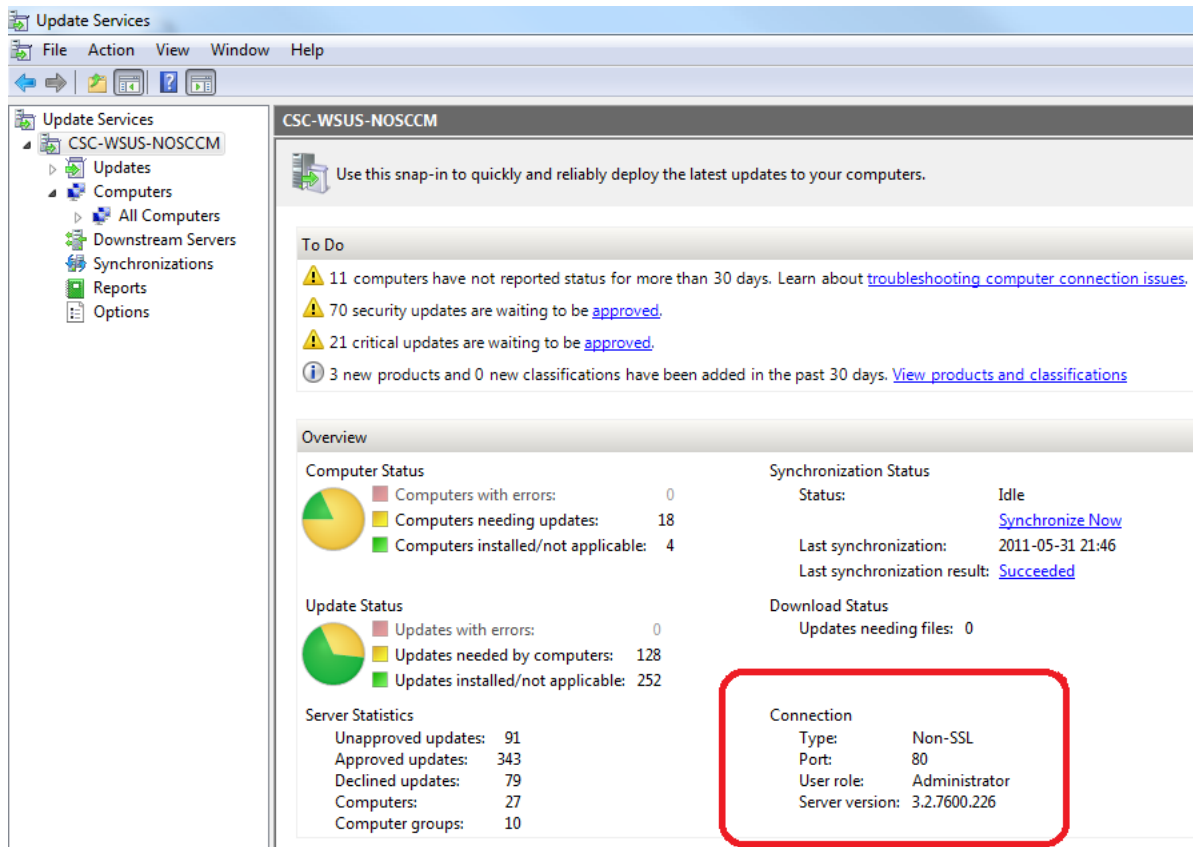 Update Services
File Action View Window Help
Update Services
CSC-WSUS-NOSCCM
Updates
Computers
All Computers
Downstream Servers
Synchronizations
Reports
Options
CSC-WSUS-NOSCCM
Use this snap-in to quickly and reliably deploy the latest updates to your computers.
To Do
11 computers have not reported status for more than 30 days. Learn about troubleshooting computer connection issues.
70 security updates are waiting to be approved.
21 critical updates are waiting to be approved.
3 new products and 0 new classifications have been added in the past 30 days. View products and classifications
Overview
Computer Status
Computers with errors: 0
Computers needing updates: 18
Computers installed/not applicable: 4
Synchronization Status
Status: Idle
Synchronize Now
Last synchronization: 2011-05-31 21:46
Last synchronization result: Succeeded
Update Status
Updates with errors: 0
Updates needed by computers: 128
Updates installed/not applicable: 252
Download Status
Updates needing files: 0
Server Statistics
Unapproved updates: 91
Approved updates: 343
Declined updates: 79
Computers: 27
Computer groups: 10
Connection
Type: Non-SSL
Port: 80
User role: Administrator
Server version: 3.2.7600.226